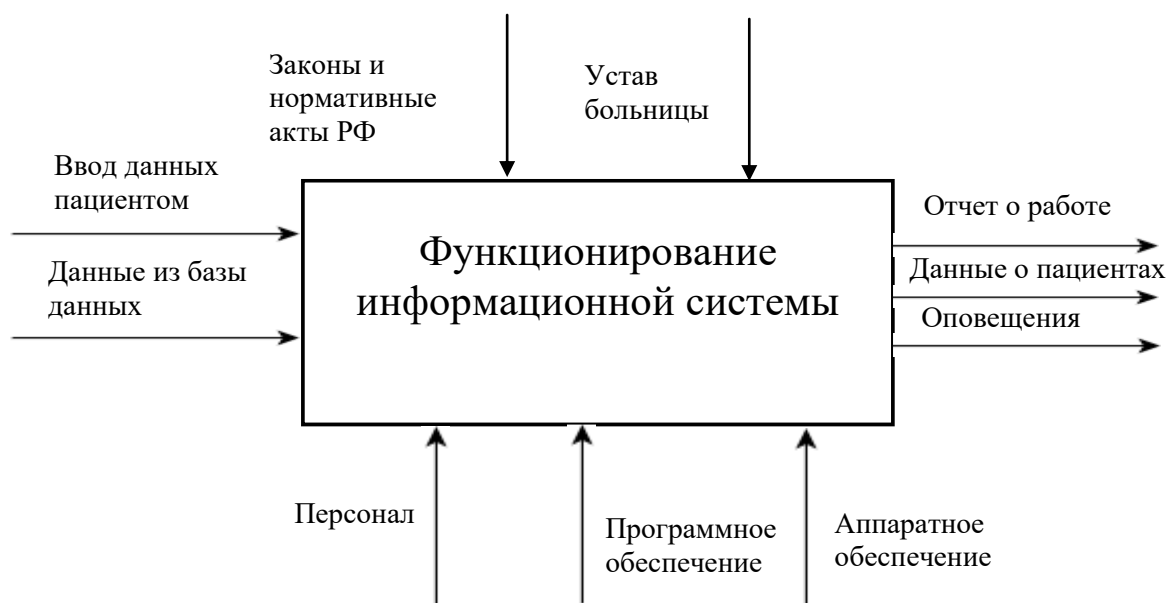 Законы и
нормативные
акты РФ
Устав
больницы
Ввод данных
пациентом
Данные из базы
данных
Функционирование
информационной системы
Отчет о работе
Данные о пациентах
Оповещения
Персонал
Программное
обеспечение
Аппаратное
обеспечение